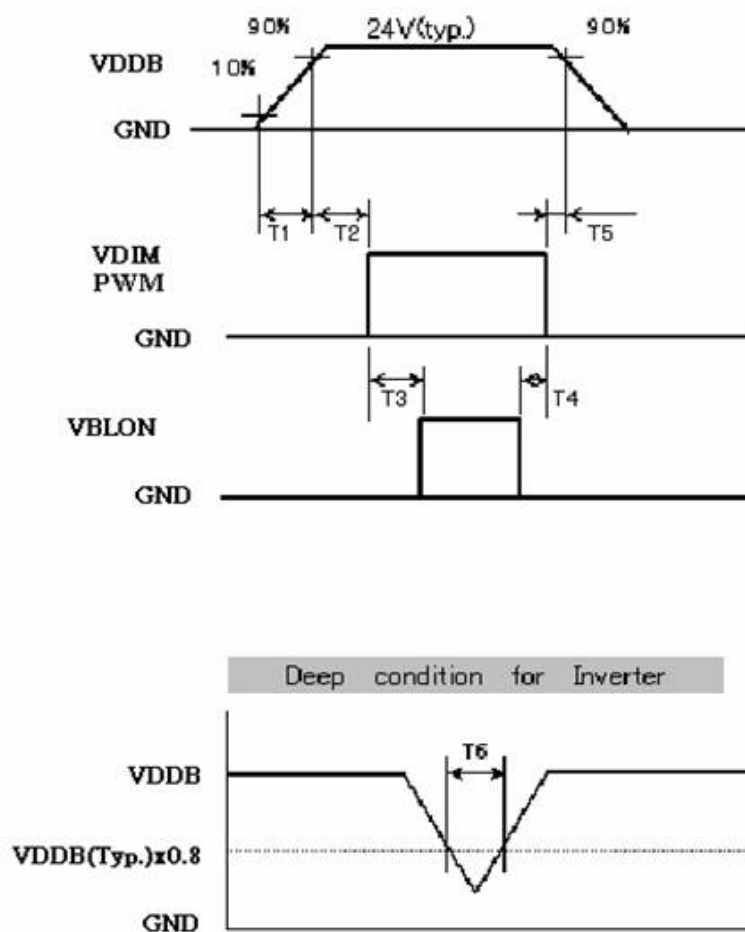 90% 24V(typ.) 90%
VDDB
10%
GND
T1 T2 T5
VDIM
PWM
GND
T3 T4
VBLON
GND
Deep condition for Inverter
T6
VDDB
VDDB(Typ.)x0.8
GND